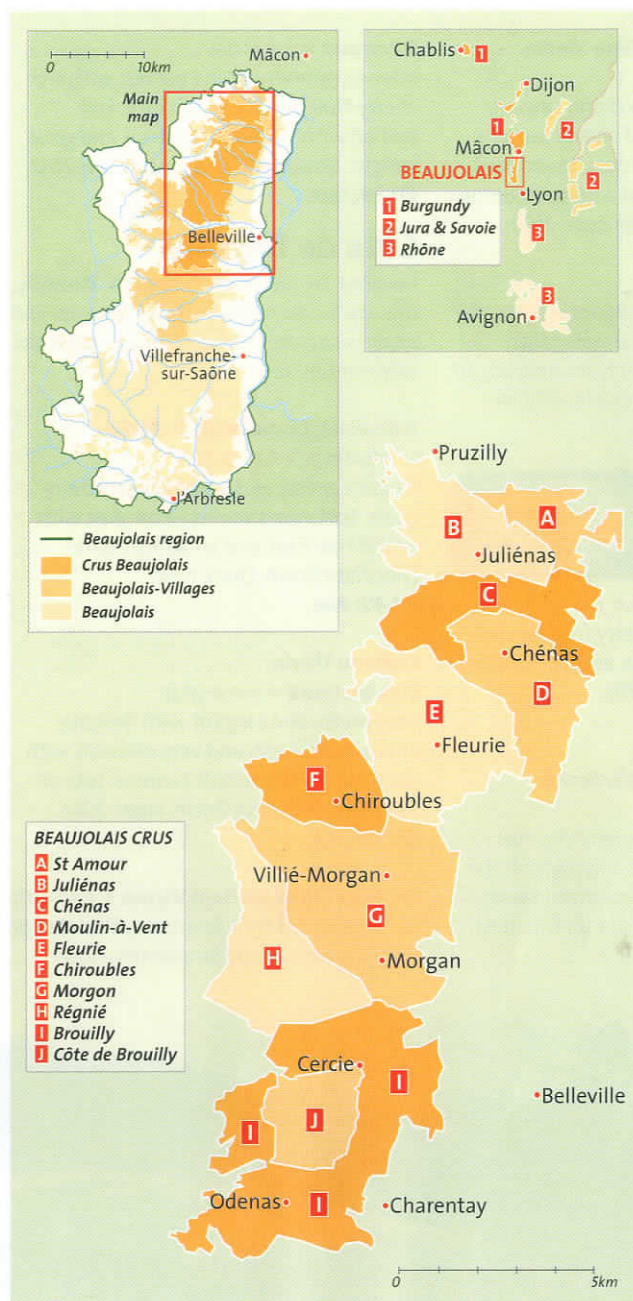 0
10km
Mâcon
Main
map
Belleville
Villefranche-
sur-Saône
l'Arbresle
Beaujolais region
Crus Beaujolais
Beaujolais-Villages
Beaujolais
Chablis
1
Dijon
1
2
Mâcon
BEAUJOLAIS
2
Lyon
1 Burgundy
2 Jura & Savoie
3 Rhône
3
3
Avignon
Pruzilly
A
B
Juliénas
C
Chénas
D
E
Fleurie
F
Chiroubles
BEAUJOLAIS CRUS
A St Amour
B Juliénas
C Chénas
D Moulin-à-Vent
E Fleurie
F Chiroubles
G Morgon
H Régnié
I Brouilly
J Côte de Brouilly
Villié-Morgan
G
H
Morgan
Cercie
I
Belleville
J
I
Odenas
I
Charentay
0
5km